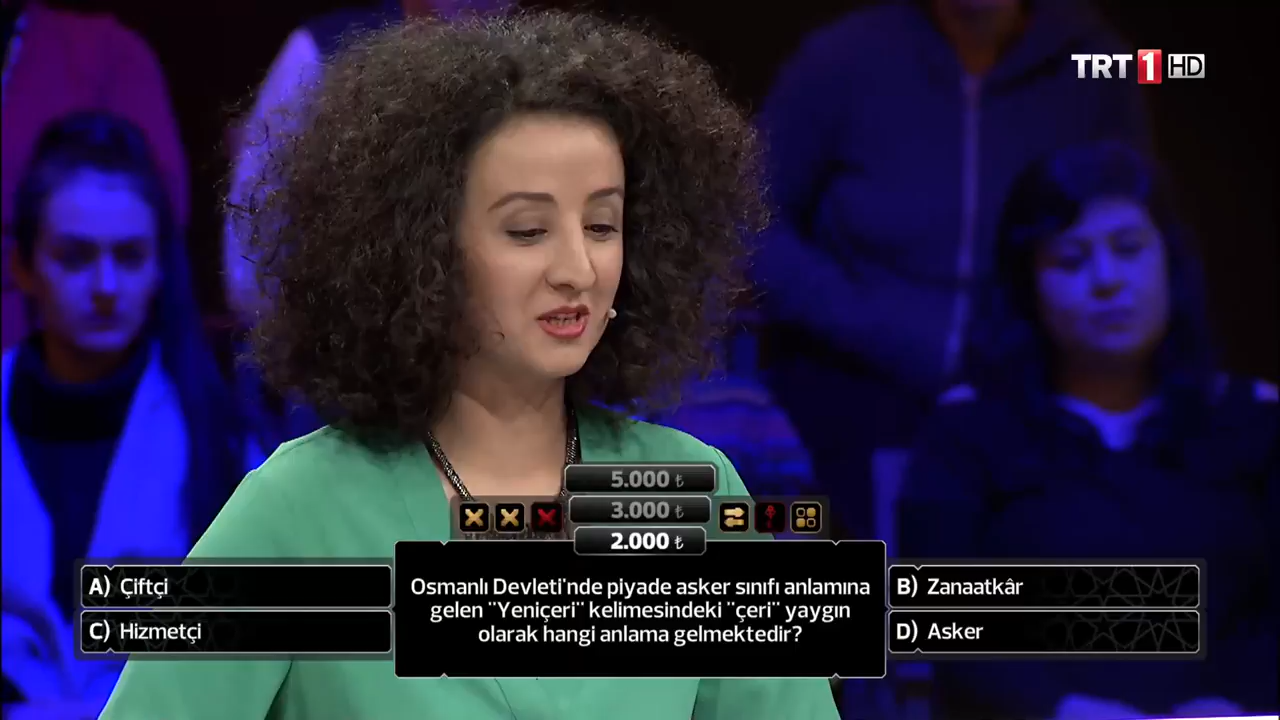 TRT 1 HD
5.000 ₺
3.000 ₺
2.000 ₺
Osmanlı Devleti'nde piyade asker sınıfı anlamına
gelen "Yeniçeri" kelimesindeki "çeri" yaygın
olarak hangi anlama gelmektedir?
A) Çiftçi
B) Zanaatkâr
C) Hizmetçi
D) Asker